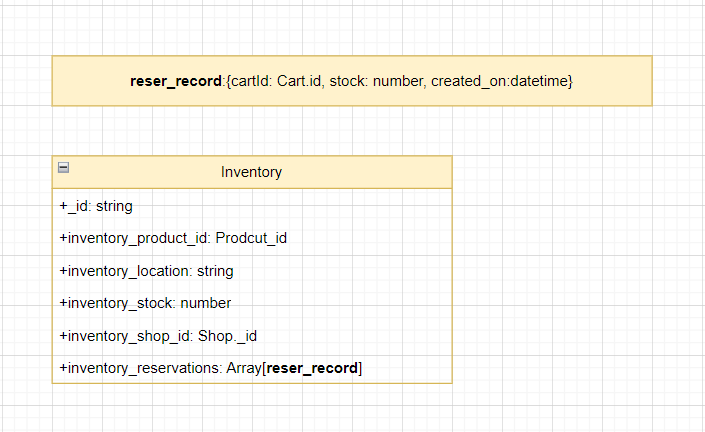 reser_record:{cartId: Cart.id, stock: number, created_on:datetime}
Inventory
+_id: string
+inventory_product_id: Prodcut_id
+inventory_location: string
+inventory_stock: number
+inventory_shop_id: Shop._id
+inventory_reservations: Array[reser_record]